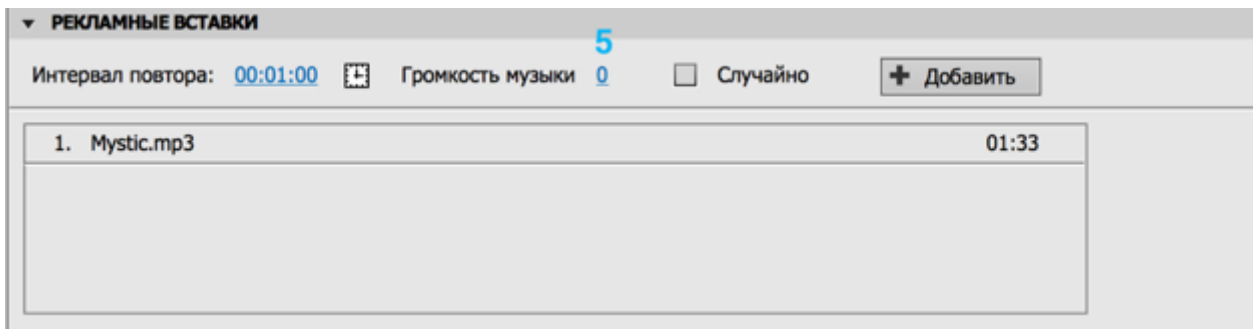 РЕКЛАМНЫЕ ВСТАВКИ
5
Интервал повтора: 00:01:00 Громкость музыки 0 Случайно + Добавить
1. Mystic.mp3 01:33